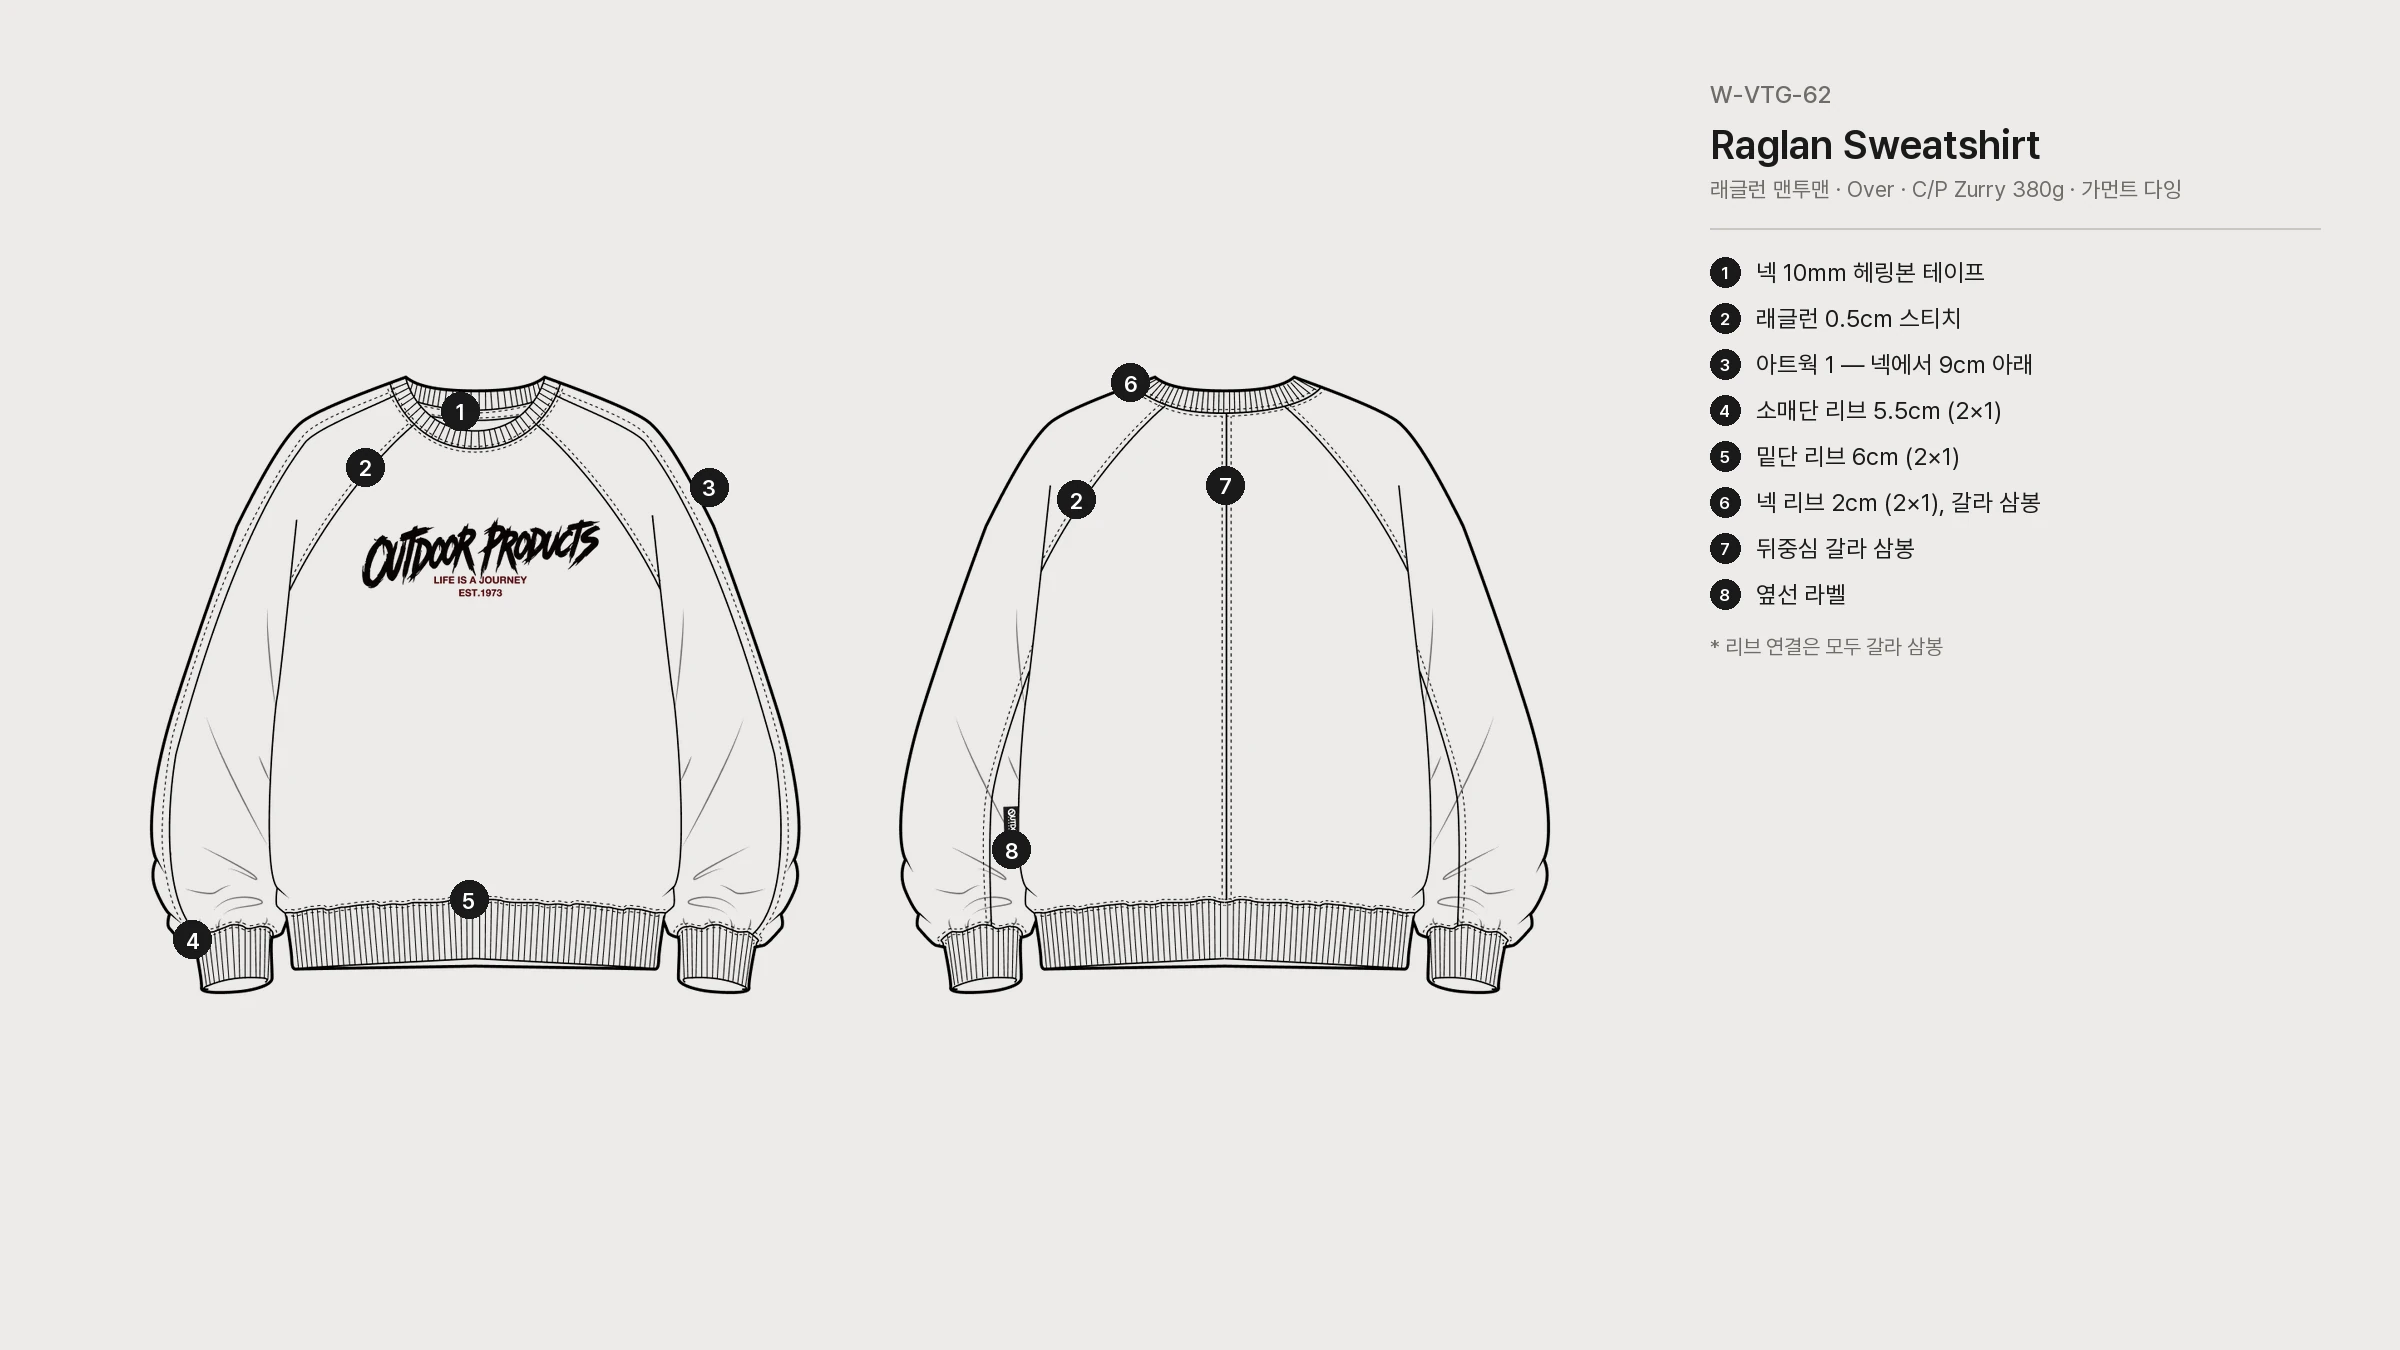 W-VTG-62
Raglan Sweatshirt
래글런 맨투맨 · Over · C/P Zurry 380g · 가먼트 다잉
1 넥 10mm 헤링본 테이프
2 래글런 0.5cm 스티치
3 아트웍 1 — 넥에서 9cm 아래
4 소매단 리브 5.5cm (2×1)
5 밑단 리브 6cm (2×1)
6 넥 리브 2cm (2×1), 갈라 삼봉
7 뒤중심 갈라 삼봉
8 옆선 라벨
* 리브 연결은 모두 갈라 삼봉
1
2
3
OUTDOOR PRODUCTS
LIFE IS A JOURNEY
EST.1973
4
5
6
2
7
8